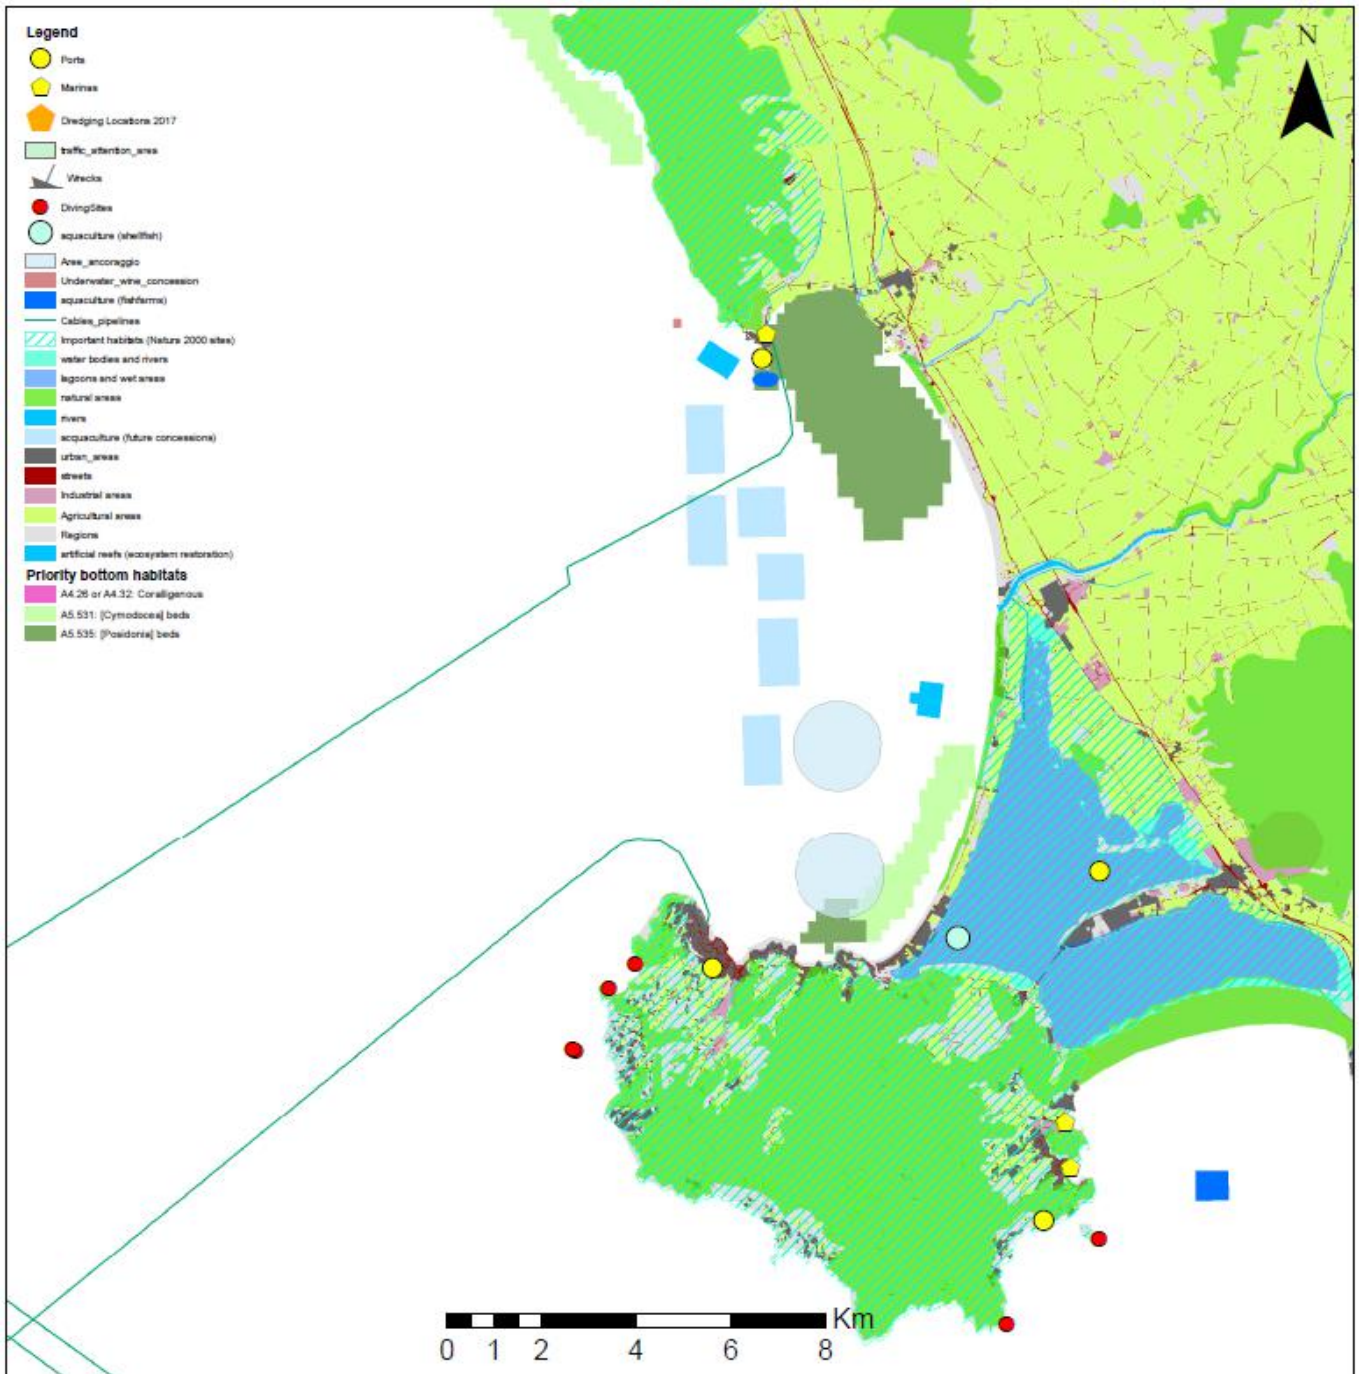 Legend
Ports
Marinas
Dredging Locations 2017
traffic_attention_area
Wrecks
DivingSites
aquaculture (shellfish)
Aree_ancoraggio
Underwater_wine_concession
aquaculture (fishfarms)
Cables_pipelines
Important habitats (Natura 2000 sites)
water bodies and rivers
lagoons and wet areas
natural areas
rivers
acquaculture (future concessions)
urban_areas
streets
Industrial areas
Agricultural areas
Regions
artificial reefs (ecosystem restoration)
Priority bottom habitats
A4.26 or A4.32: Coralligenous
A5.531: [Cymodocea] beds
A5.535: [Posidonia] beds
N
Km
0 1 2 4 6 8